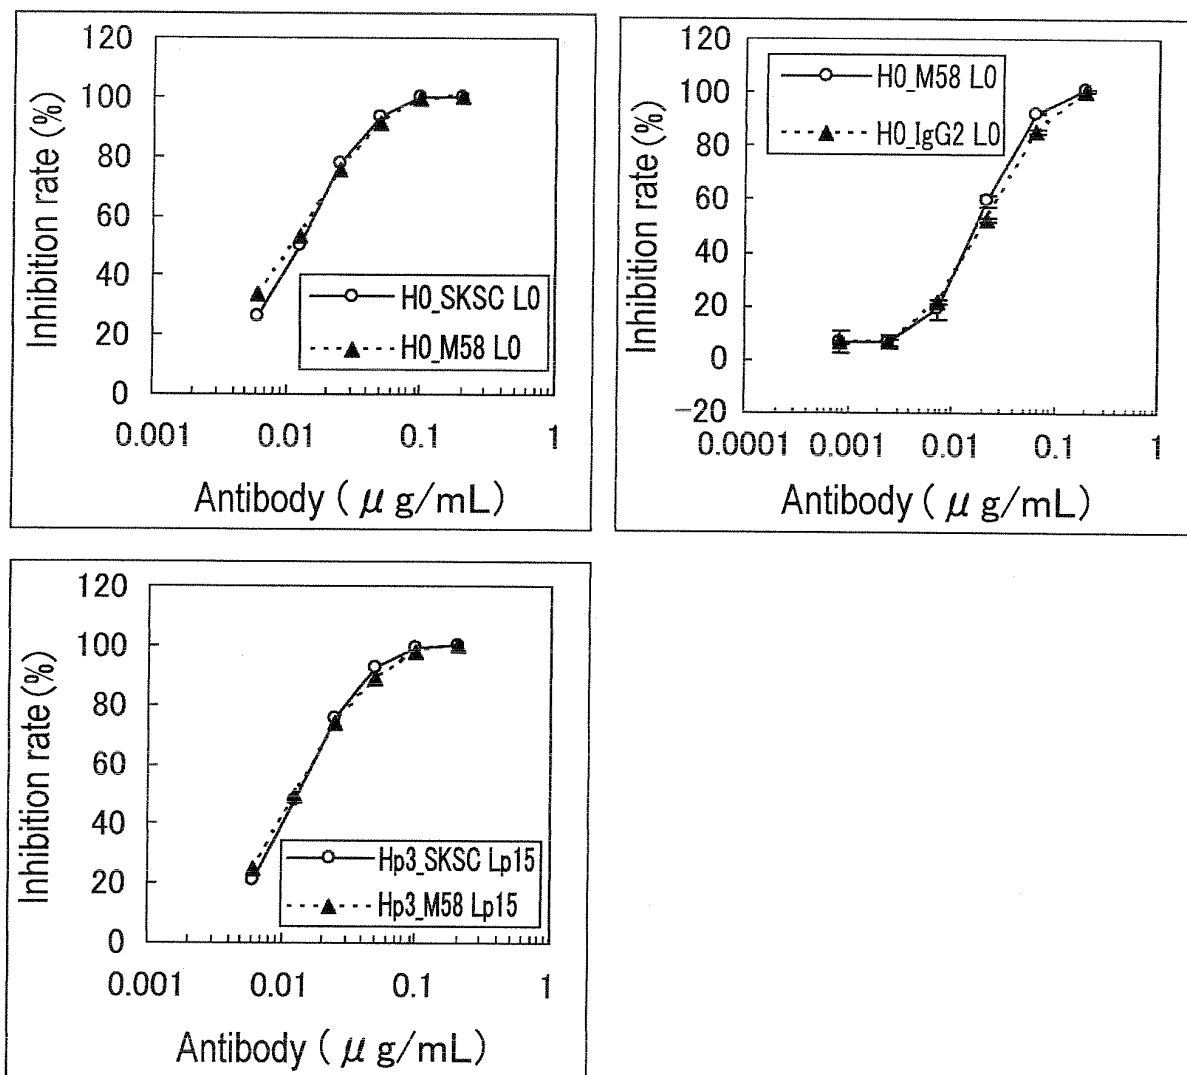 120
100
80
60
40
20
0
Inhibition rate (%)
H0_SKSC L0
H0_M58 L0
0.001 0.01 0.1 1
Antibody ( μ g/mL)
120
100
80
60
40
20
0
-20
Inhibition rate (%)
H0_M58 L0
H0_IgG2 L0
0.0001 0.001 0.01 0.1 1
Antibody ( μ g/mL)
120
100
80
60
40
20
0
Inhibition rate (%)
Hp3_SKSC Lp15
Hp3_M58 Lp15
0.001 0.01 0.1 1
Antibody ( μ g/mL)